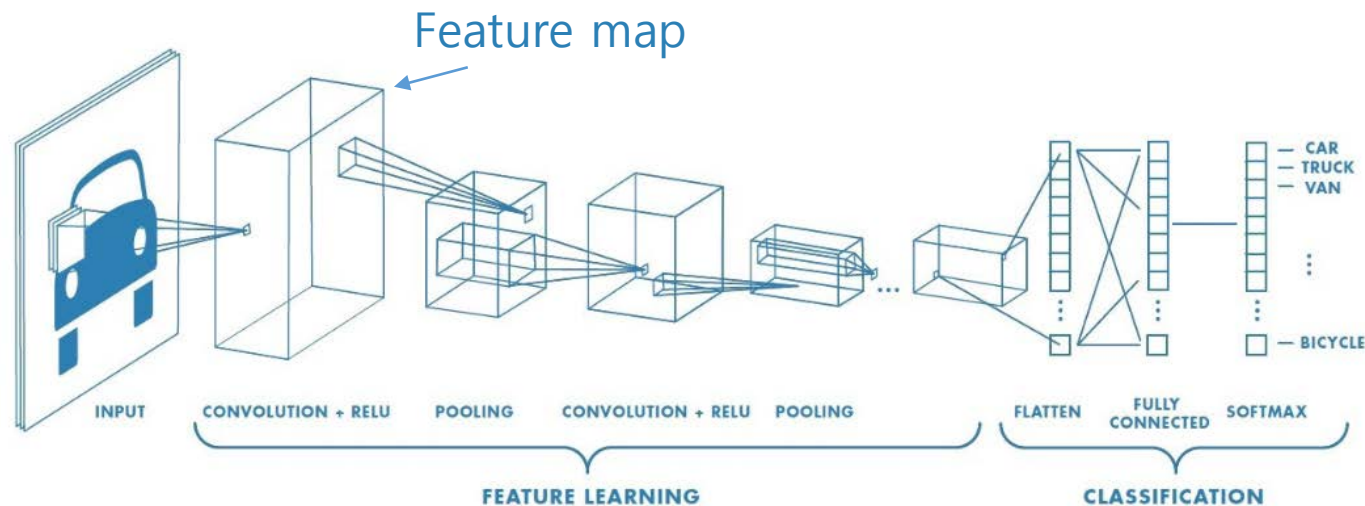 Feature map
CAR
TRUCK
VAN
BICYCLE
INPUT
CONVOLUTION + RELU
POOLING
CONVOLUTION + RELU
POOLING
FLATTEN
FULLY
CONNECTED
SOFTMAX
FEATURE LEARNING
CLASSIFICATION